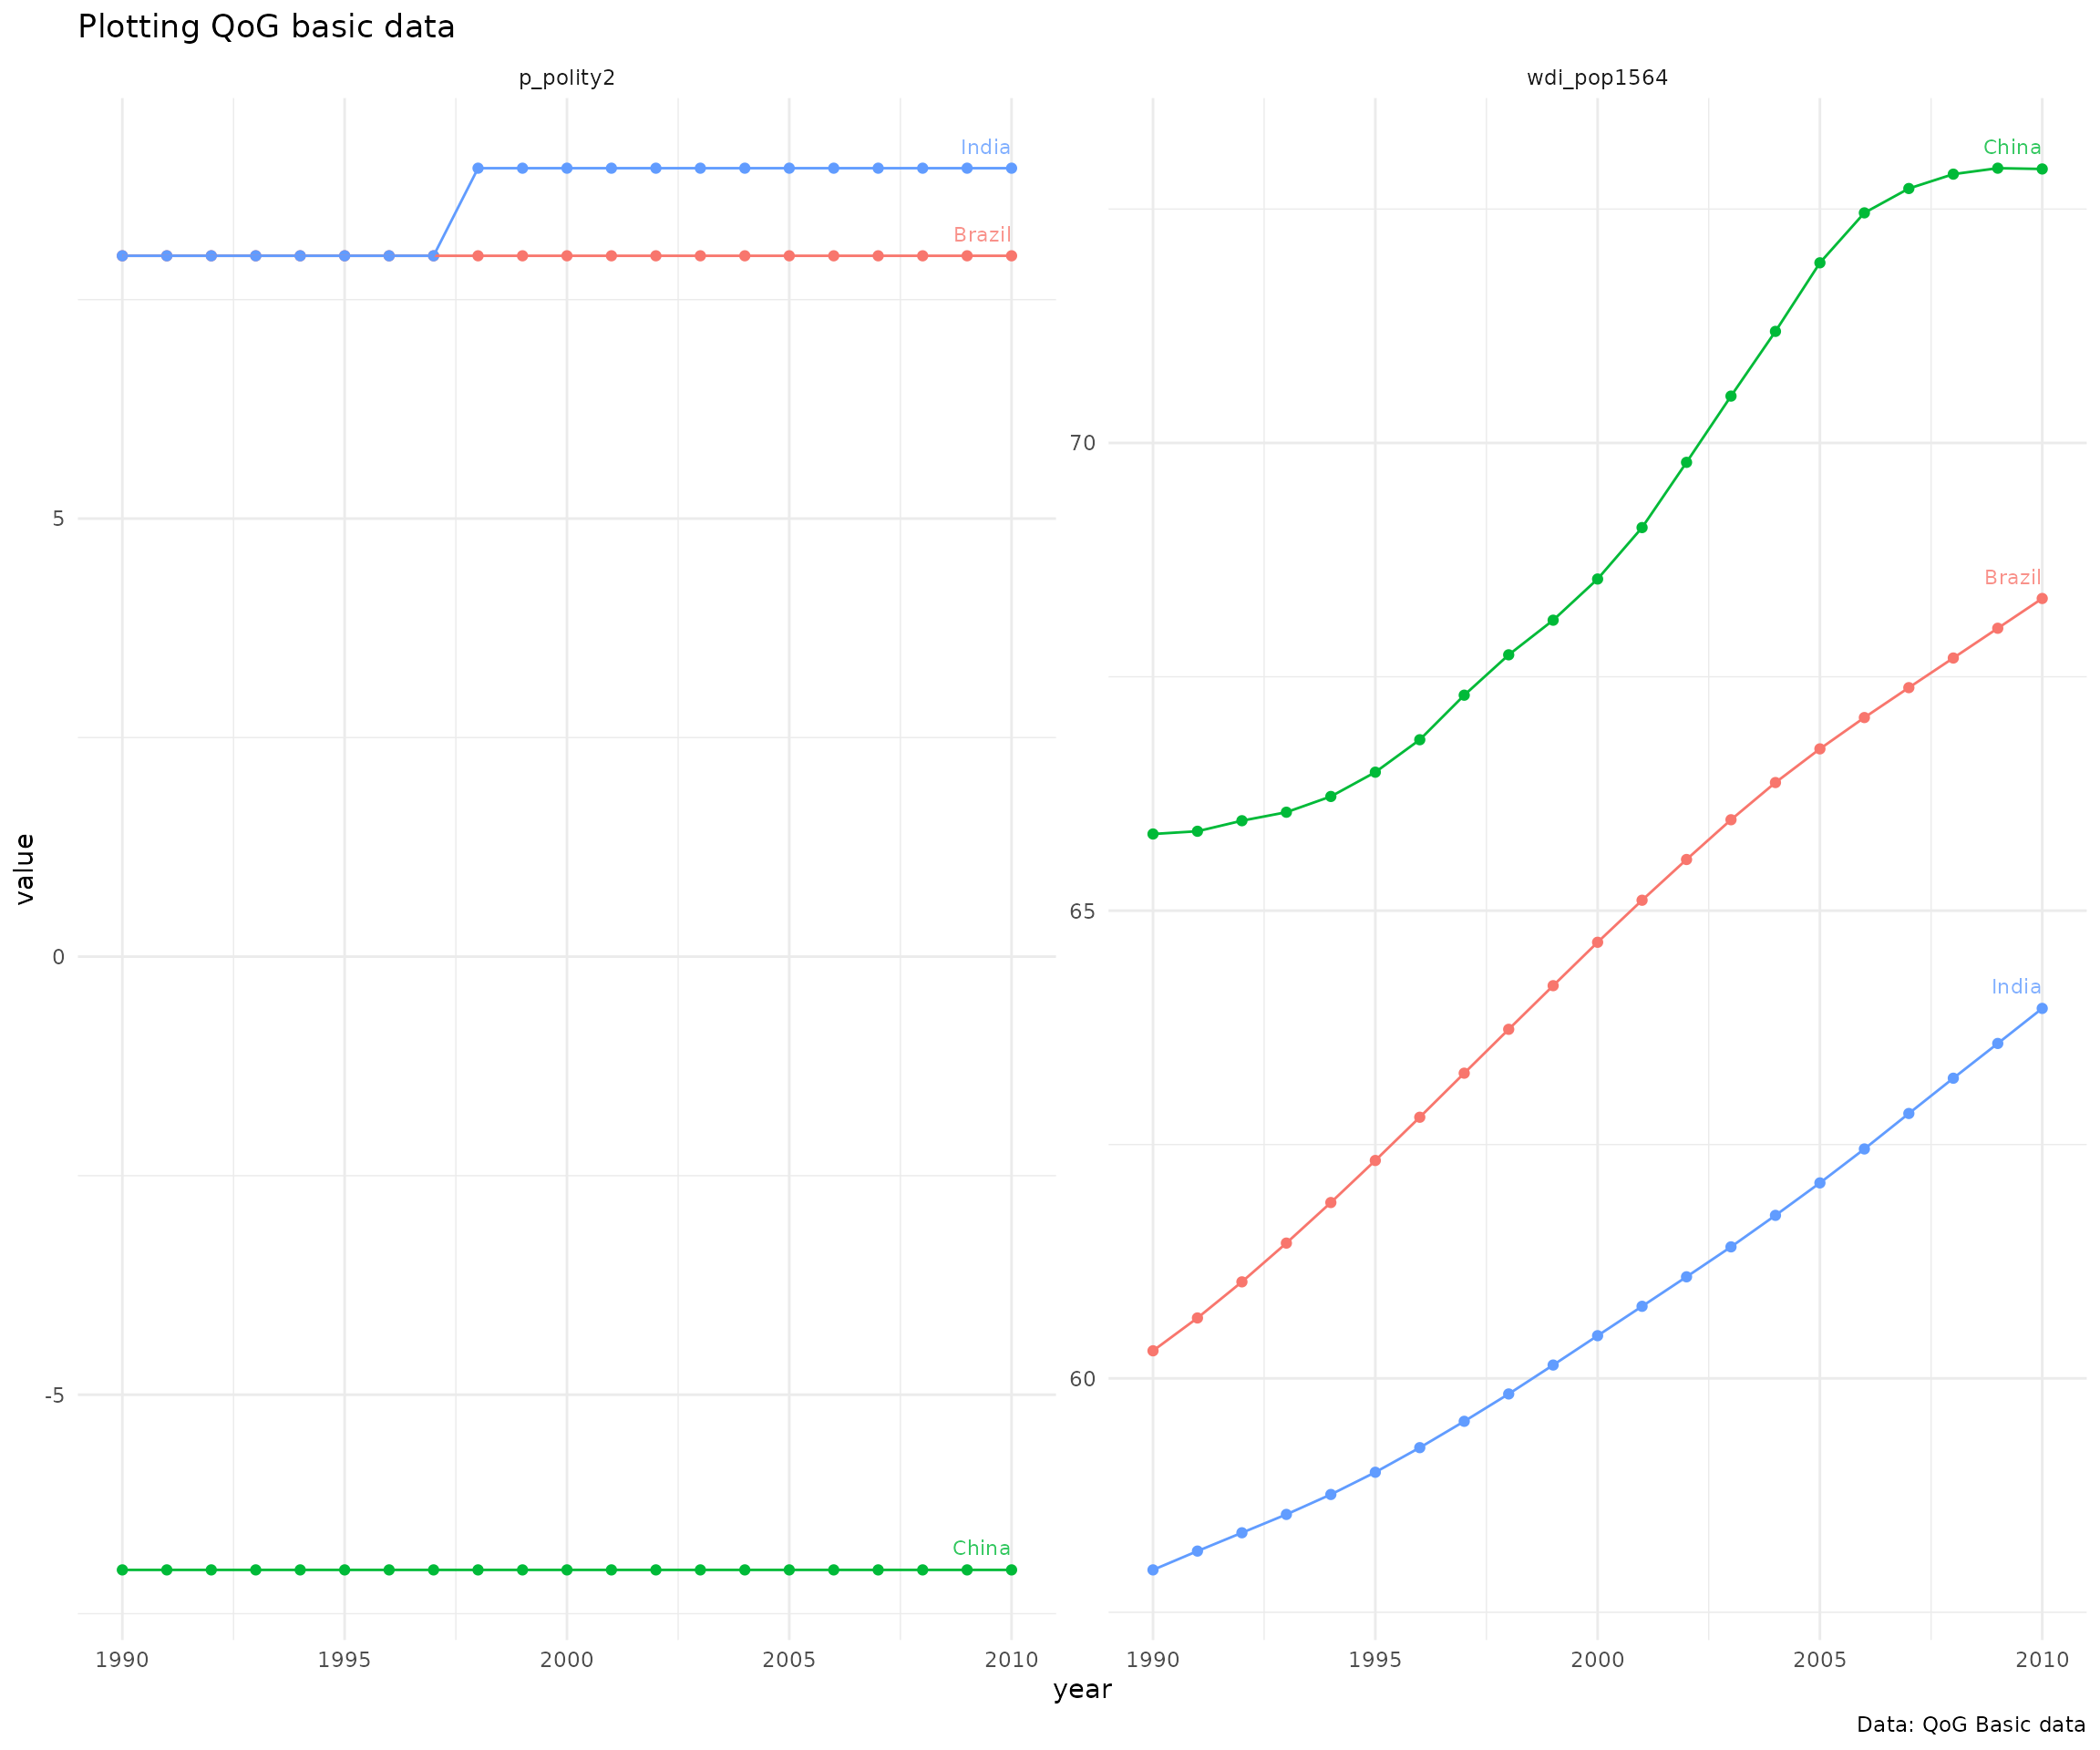 Plotting QoG basic data
p_polity2
wdi_pop1564
India
Brazil
China
5
0
-5
China
Brazil
India
70
65
60
value
1990 1995 2000 2005 2010
1990 1995 2000 2005 2010
year
Data: QoG Basic data